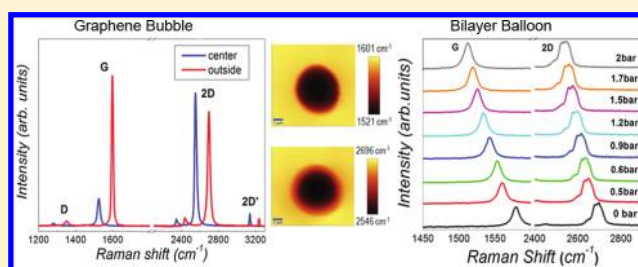 Graphene Bubble
Bilayer Balloon
Intensity (arb. units)
G
center
outside
2D
D
2D'
1200 1400 1600 2400 2800 3200
Raman shift (cm⁻¹)
1601 cm⁻¹
1521 cm⁻¹
2696 cm⁻¹
2546 cm⁻¹
Intensity (arb.units)
G
2D
2bar
1.7bar
1.5bar
1.2bar
0.9bar
0.6bar
0.5bar
0 bar
1450 1500 1550 2400 2600 2800
Raman Shift (cm⁻¹)